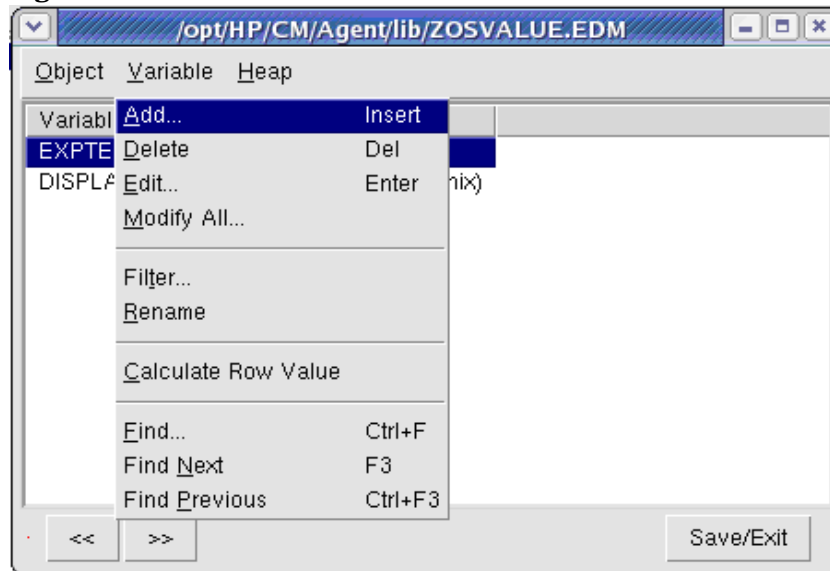 /opt/HP/CM/Agent/lib/ZOSVALUE.EDM
Object Variable Heap
Variabl
Add... Insert
EXPTE
Delete Del
DISPLA
Edit... Enter nix)
Modify All...
Filter...
Rename
Calculate Row Value
Find... Ctrl+F
Find Next F3
Find Previous Ctrl+F3
<< >> Save/Exit